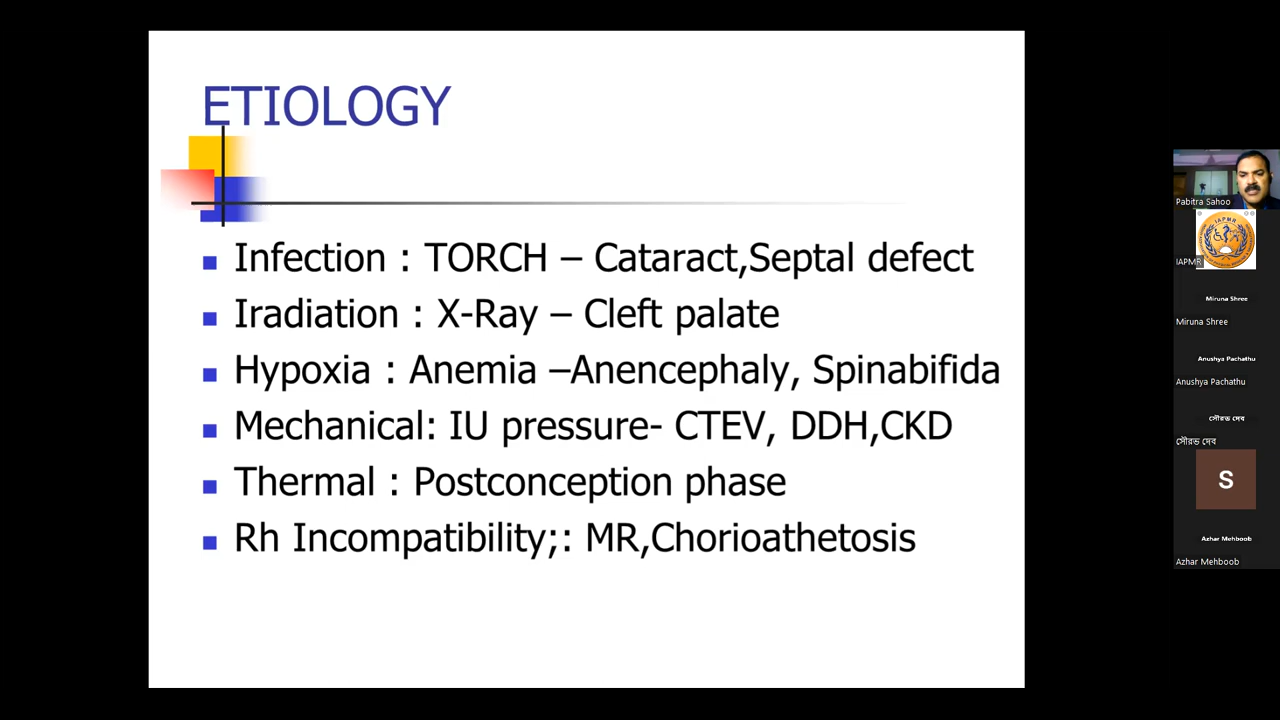 ETIOLOGY
Infection : TORCH – Cataract,Septal defect
Iradiation : X-Ray – Cleft palate
Hypoxia : Anemia –Anencephaly, Spinabifida
Mechanical: IU pressure- CTEV, DDH,CKD
Thermal : Postconception phase
Rh Incompatibility;: MR,Chorioathetosis
Pabitra Sahoo
IAPMR
IAPMR
Miruna Shree
Miruna Shree
Anushya Pachathu
Anushya Pachathu
সৌরভ দেব
সৌরভ দেব
S
Azhar Mehboob
Azhar Mehboob